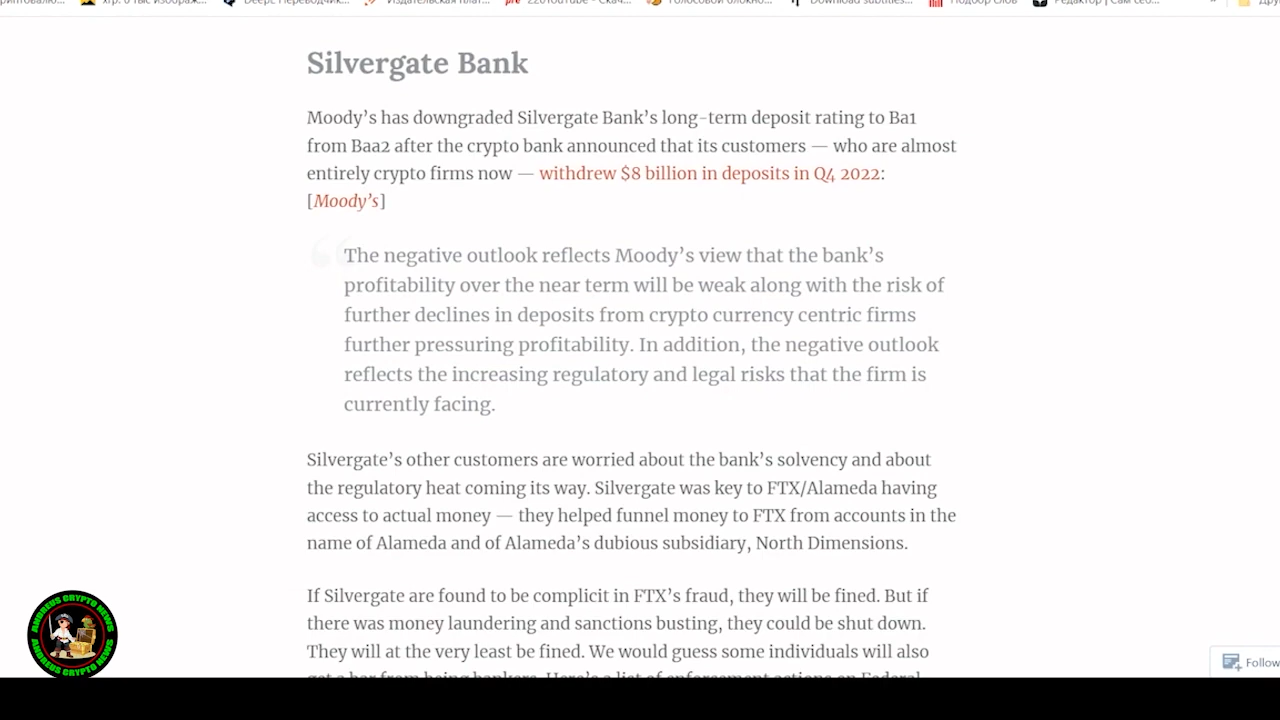 Silvergate Bank
Moody’s has downgraded Silvergate Bank’s long-term deposit rating to Ba1
from Baa2 after the crypto bank announced that its customers — who are almost
entirely crypto firms now — withdrew $8 billion in deposits in Q4 2022:
[Moody’s]
“
The negative outlook reflects Moody’s view that the bank’s
profitability over the near term will be weak along with the risk of
further declines in deposits from crypto currency centric firms
further pressuring profitability. In addition, the negative outlook
reflects the increasing regulatory and legal risks that the firm is
currently facing.
Silvergate’s other customers are worried about the bank’s solvency and about
the regulatory heat coming its way. Silvergate was key to FTX/Alameda having
access to actual money — they helped funnel money to FTX from accounts in the
name of Alameda and of Alameda’s dubious subsidiary, North Dimensions.
If Silvergate are found to be complicit in FTX’s fraud, they will be fined. But if
there was money laundering and sanctions busting, they could be shut down.
They will at the very least be fined. We would guess some individuals will also
ANDREUS CRYPTO NEWS
ANDREUS CRYPTO NEWS
Follow